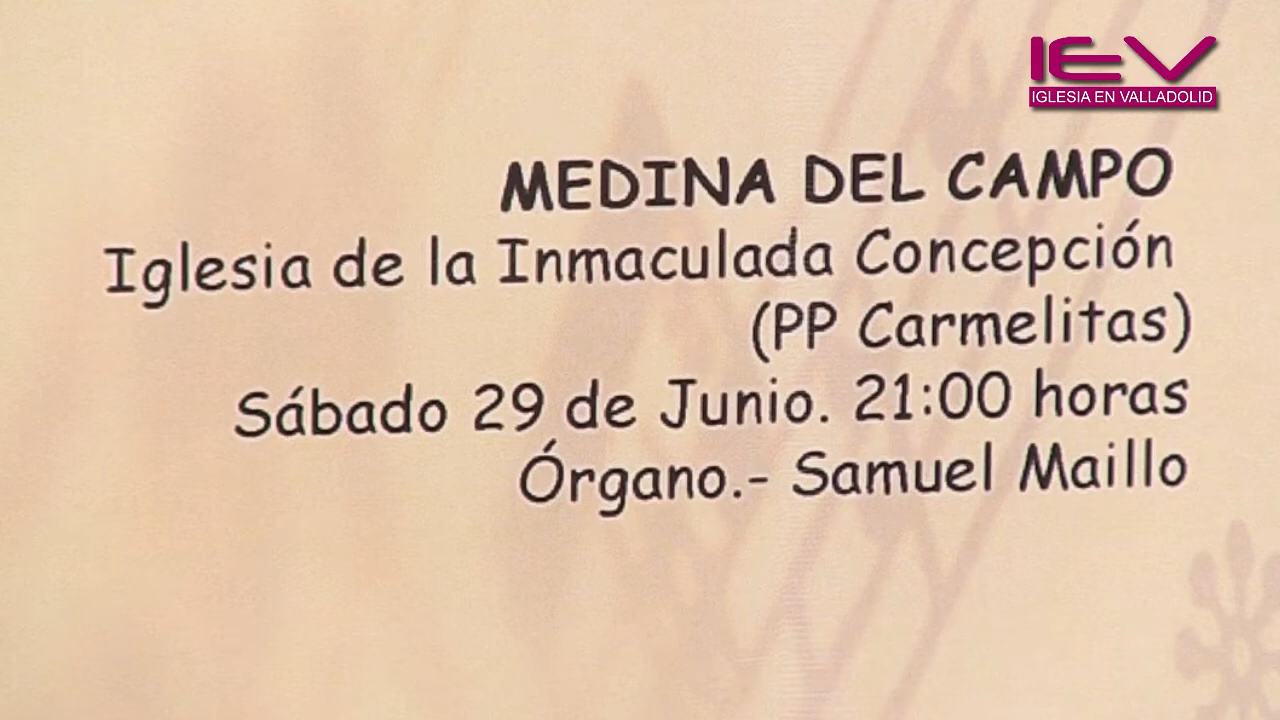 IEV
IGLESIA EN VALLADOLID
MEDINA DEL CAMPO
Iglesia de la Inmaculada Concepción
(PP Carmelitas)
Sábado 29 de Junio. 21:00 horas
Órgano.- Samuel Maillo